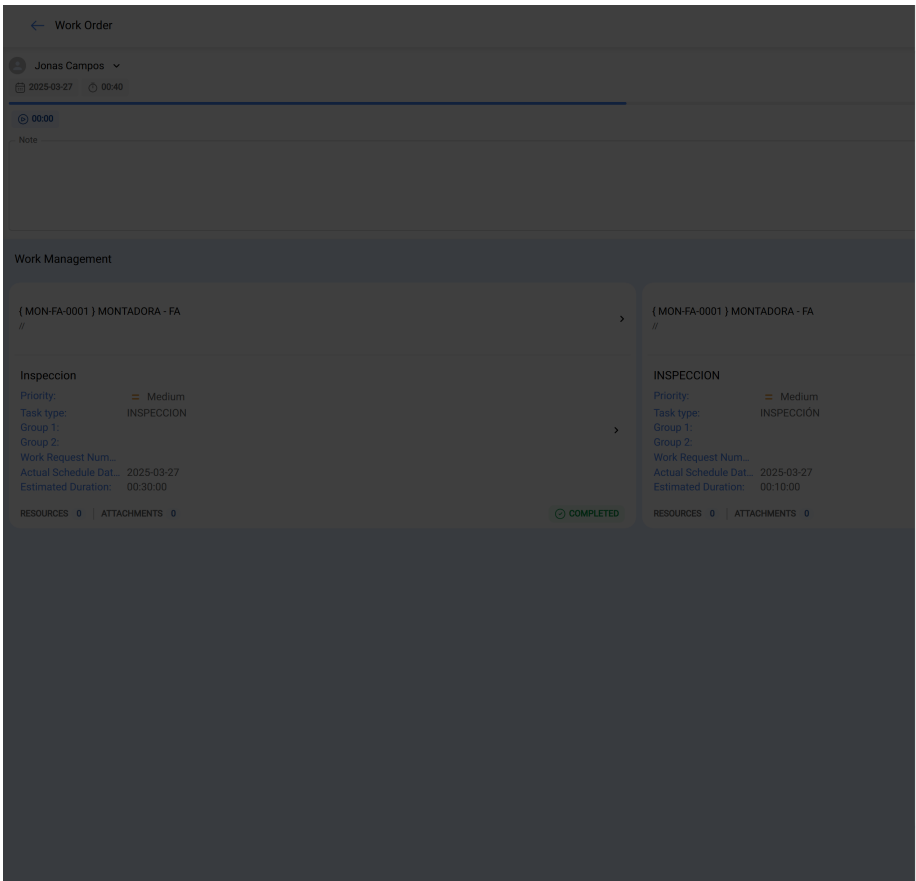 Work Order
Jonas Campos
2025-03-27 00:40
00:00
Note
Work Management
{ MON-FA-0001 } MONTADORA - FA
//
Inspeccion
Priority: Medium
Task type: INSPECCION
Group 1:
Group 2:
Work Request Num...
Actual Schedule Dat... 2025-03-27
Estimated Duration: 00:30:00
RESOURCES 0 ATTACHMENTS 0 COMPLETED
{ MON-FA-0001 } MONTADORA - FA
//
INSPECCION
Priority: Medium
Task type: INSPECCIÓN
Group 1:
Group 2:
Work Request Num...
Actual Schedule Dat... 2025-03-27
Estimated Duration: 00:10:00
RESOURCES 0 ATTACHMENTS 0